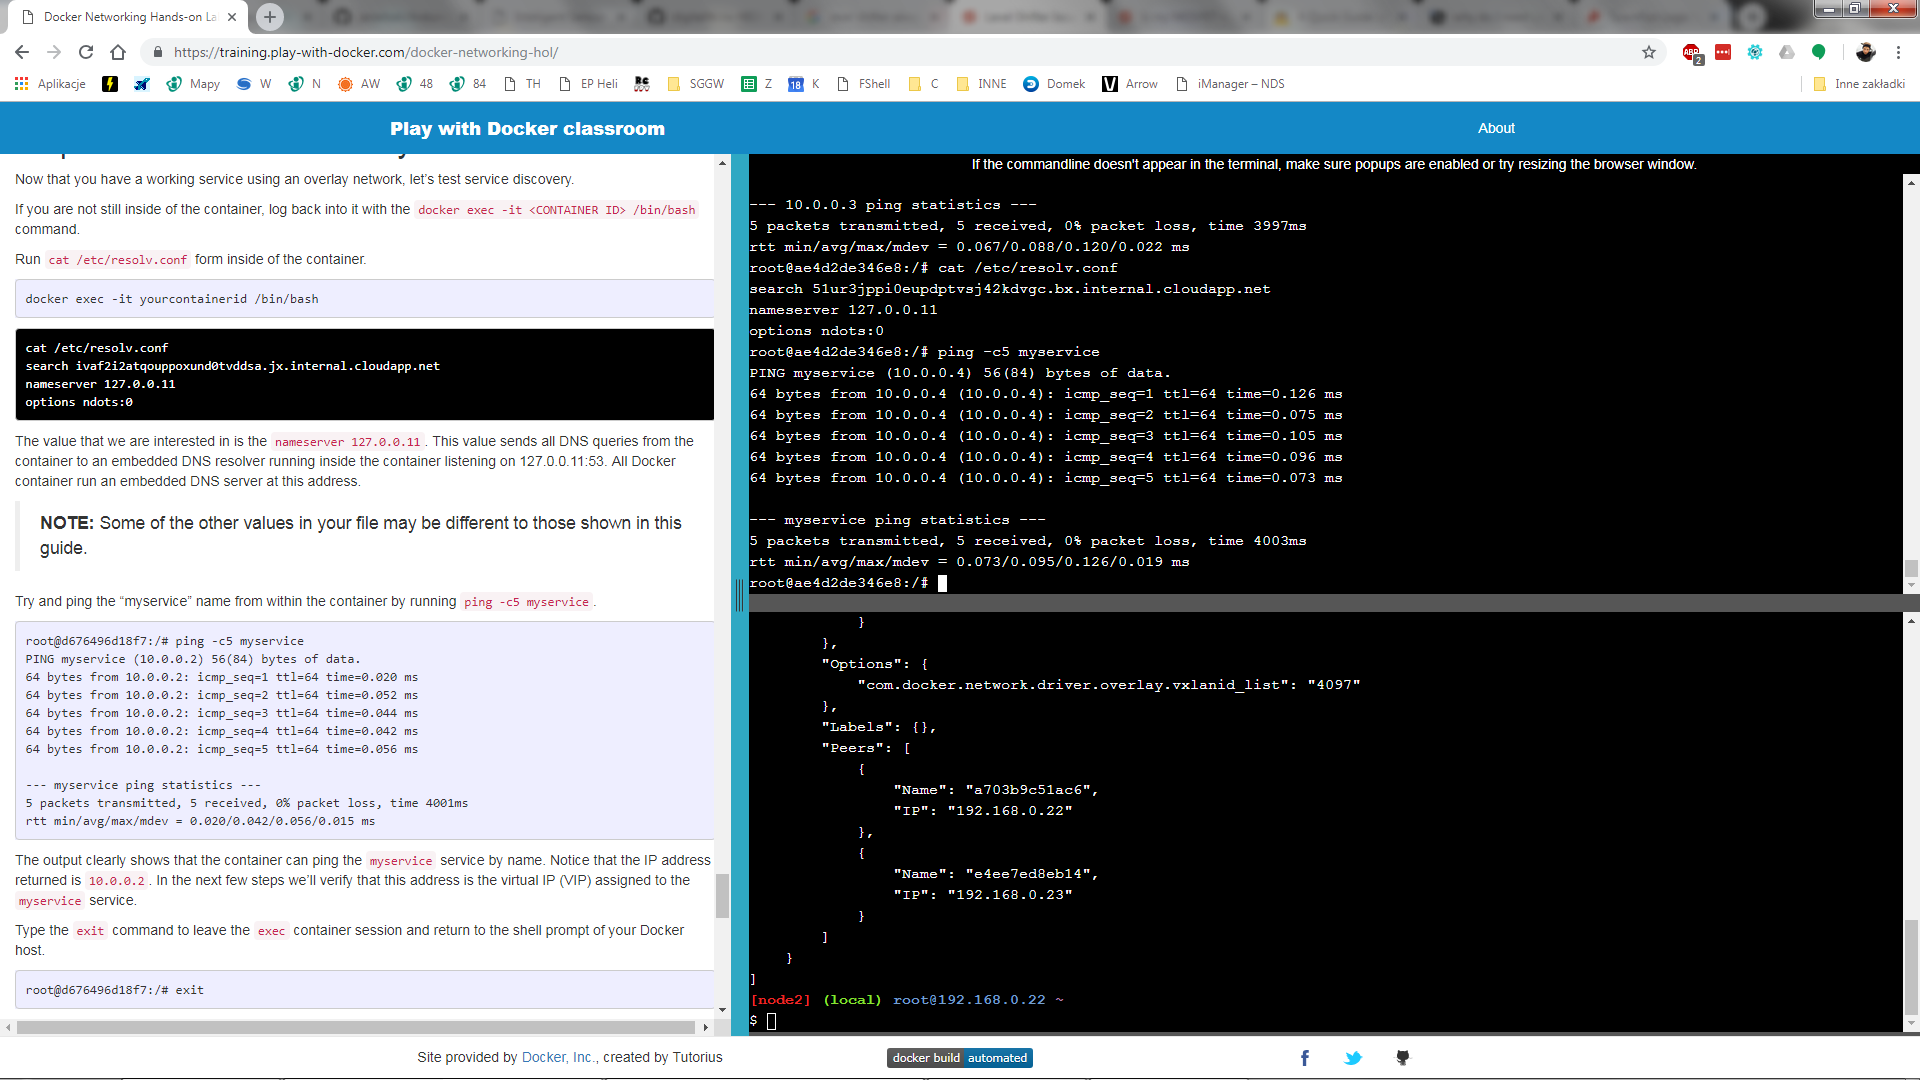 Docker Networking Hands-on La
https://training.play-with-docker.com/docker-networking-hol/
ABP
2
Aplikacje
Mapy
W
N
AW
48
84
TH
EP Heli
RC
SGGW
Z
18
K
FShell
C
INNE
Domek
V
Arrow
iManager – NDS
Inne zakładki
Play with Docker classroom
About
Now that you have a working service using an overlay network, let's test service discovery.
If you are not still inside of the container, log back into it with the docker exec -it <CONTAINER ID> /bin/bash
command.
Run cat /etc/resolv.conf form inside of the container.
docker exec -it yourcontainerid /bin/bash
cat /etc/resolv.conf
search ivaf2i2atqouppoxund0tvddsa.jx.internal.cloudapp.net
nameserver 127.0.0.11
options ndots:0
The value that we are interested in is the nameserver 127.0.0.11. This value sends all DNS queries from the
container to an embedded DNS resolver running inside the container listening on 127.0.0.11:53. All Docker
container run an embedded DNS server at this address.
NOTE: Some of the other values in your file may be different to those shown in this
guide.
Try and ping the “myservice” name from within the container by running ping -c5 myservice.
root@d676496d18f7:/# ping -c5 myservice
PING myservice (10.0.0.2) 56(84) bytes of data.
64 bytes from 10.0.0.2: icmp_seq=1 ttl=64 time=0.020 ms
64 bytes from 10.0.0.2: icmp_seq=2 ttl=64 time=0.052 ms
64 bytes from 10.0.0.2: icmp_seq=3 ttl=64 time=0.044 ms
64 bytes from 10.0.0.2: icmp_seq=4 ttl=64 time=0.042 ms
64 bytes from 10.0.0.2: icmp_seq=5 ttl=64 time=0.056 ms
--- myservice ping statistics ---
5 packets transmitted, 5 received, 0% packet loss, time 4001ms
rtt min/avg/max/mdev = 0.020/0.042/0.056/0.015 ms
The output clearly shows that the container can ping the myservice service by name. Notice that the IP address
returned is 10.0.0.2. In the next few steps we'll verify that this address is the virtual IP (VIP) assigned to the
myservice service.
Type the exit command to leave the exec container session and return to the shell prompt of your Docker
host.
root@d676496d18f7:/# exit
If the commandline doesn't appear in the terminal, make sure popups are enabled or try resizing the browser window.
--- 10.0.0.3 ping statistics ---
5 packets transmitted, 5 received, 0% packet loss, time 3997ms
rtt min/avg/max/mdev = 0.067/0.088/0.120/0.022 ms
root@ae4d2de346e8:/# cat /etc/resolv.conf
search 51ur3jppi0eupdptvsj42kdvgc.bx.internal.cloudapp.net
nameserver 127.0.0.11
options ndots:0
root@ae4d2de346e8:/# ping -c5 myservice
PING myservice (10.0.0.4) 56(84) bytes of data.
64 bytes from 10.0.0.4 (10.0.0.4): icmp_seq=1 ttl=64 time=0.126 ms
64 bytes from 10.0.0.4 (10.0.0.4): icmp_seq=2 ttl=64 time=0.075 ms
64 bytes from 10.0.0.4 (10.0.0.4): icmp_seq=3 ttl=64 time=0.105 ms
64 bytes from 10.0.0.4 (10.0.0.4): icmp_seq=4 ttl=64 time=0.096 ms
64 bytes from 10.0.0.4 (10.0.0.4): icmp_seq=5 ttl=64 time=0.073 ms
--- myservice ping statistics ---
5 packets transmitted, 5 received, 0% packet loss, time 4003ms
rtt min/avg/max/mdev = 0.073/0.095/0.126/0.019 ms
root@ae4d2de346e8:/#
}
},
"Options": {
"com.docker.network.driver.overlay.vxlanid_list": "4097"
},
"Labels": {},
"Peers": [
{
"Name": "a703b9c51ac6",
"IP": "192.168.0.22"
},
{
"Name": "e4ee7ed8eb14",
"IP": "192.168.0.23"
}
]
}
]
[node2] (local) root@192.168.0.22 ~
$
Site provided by Docker, Inc., created by Tutorius
docker build automated